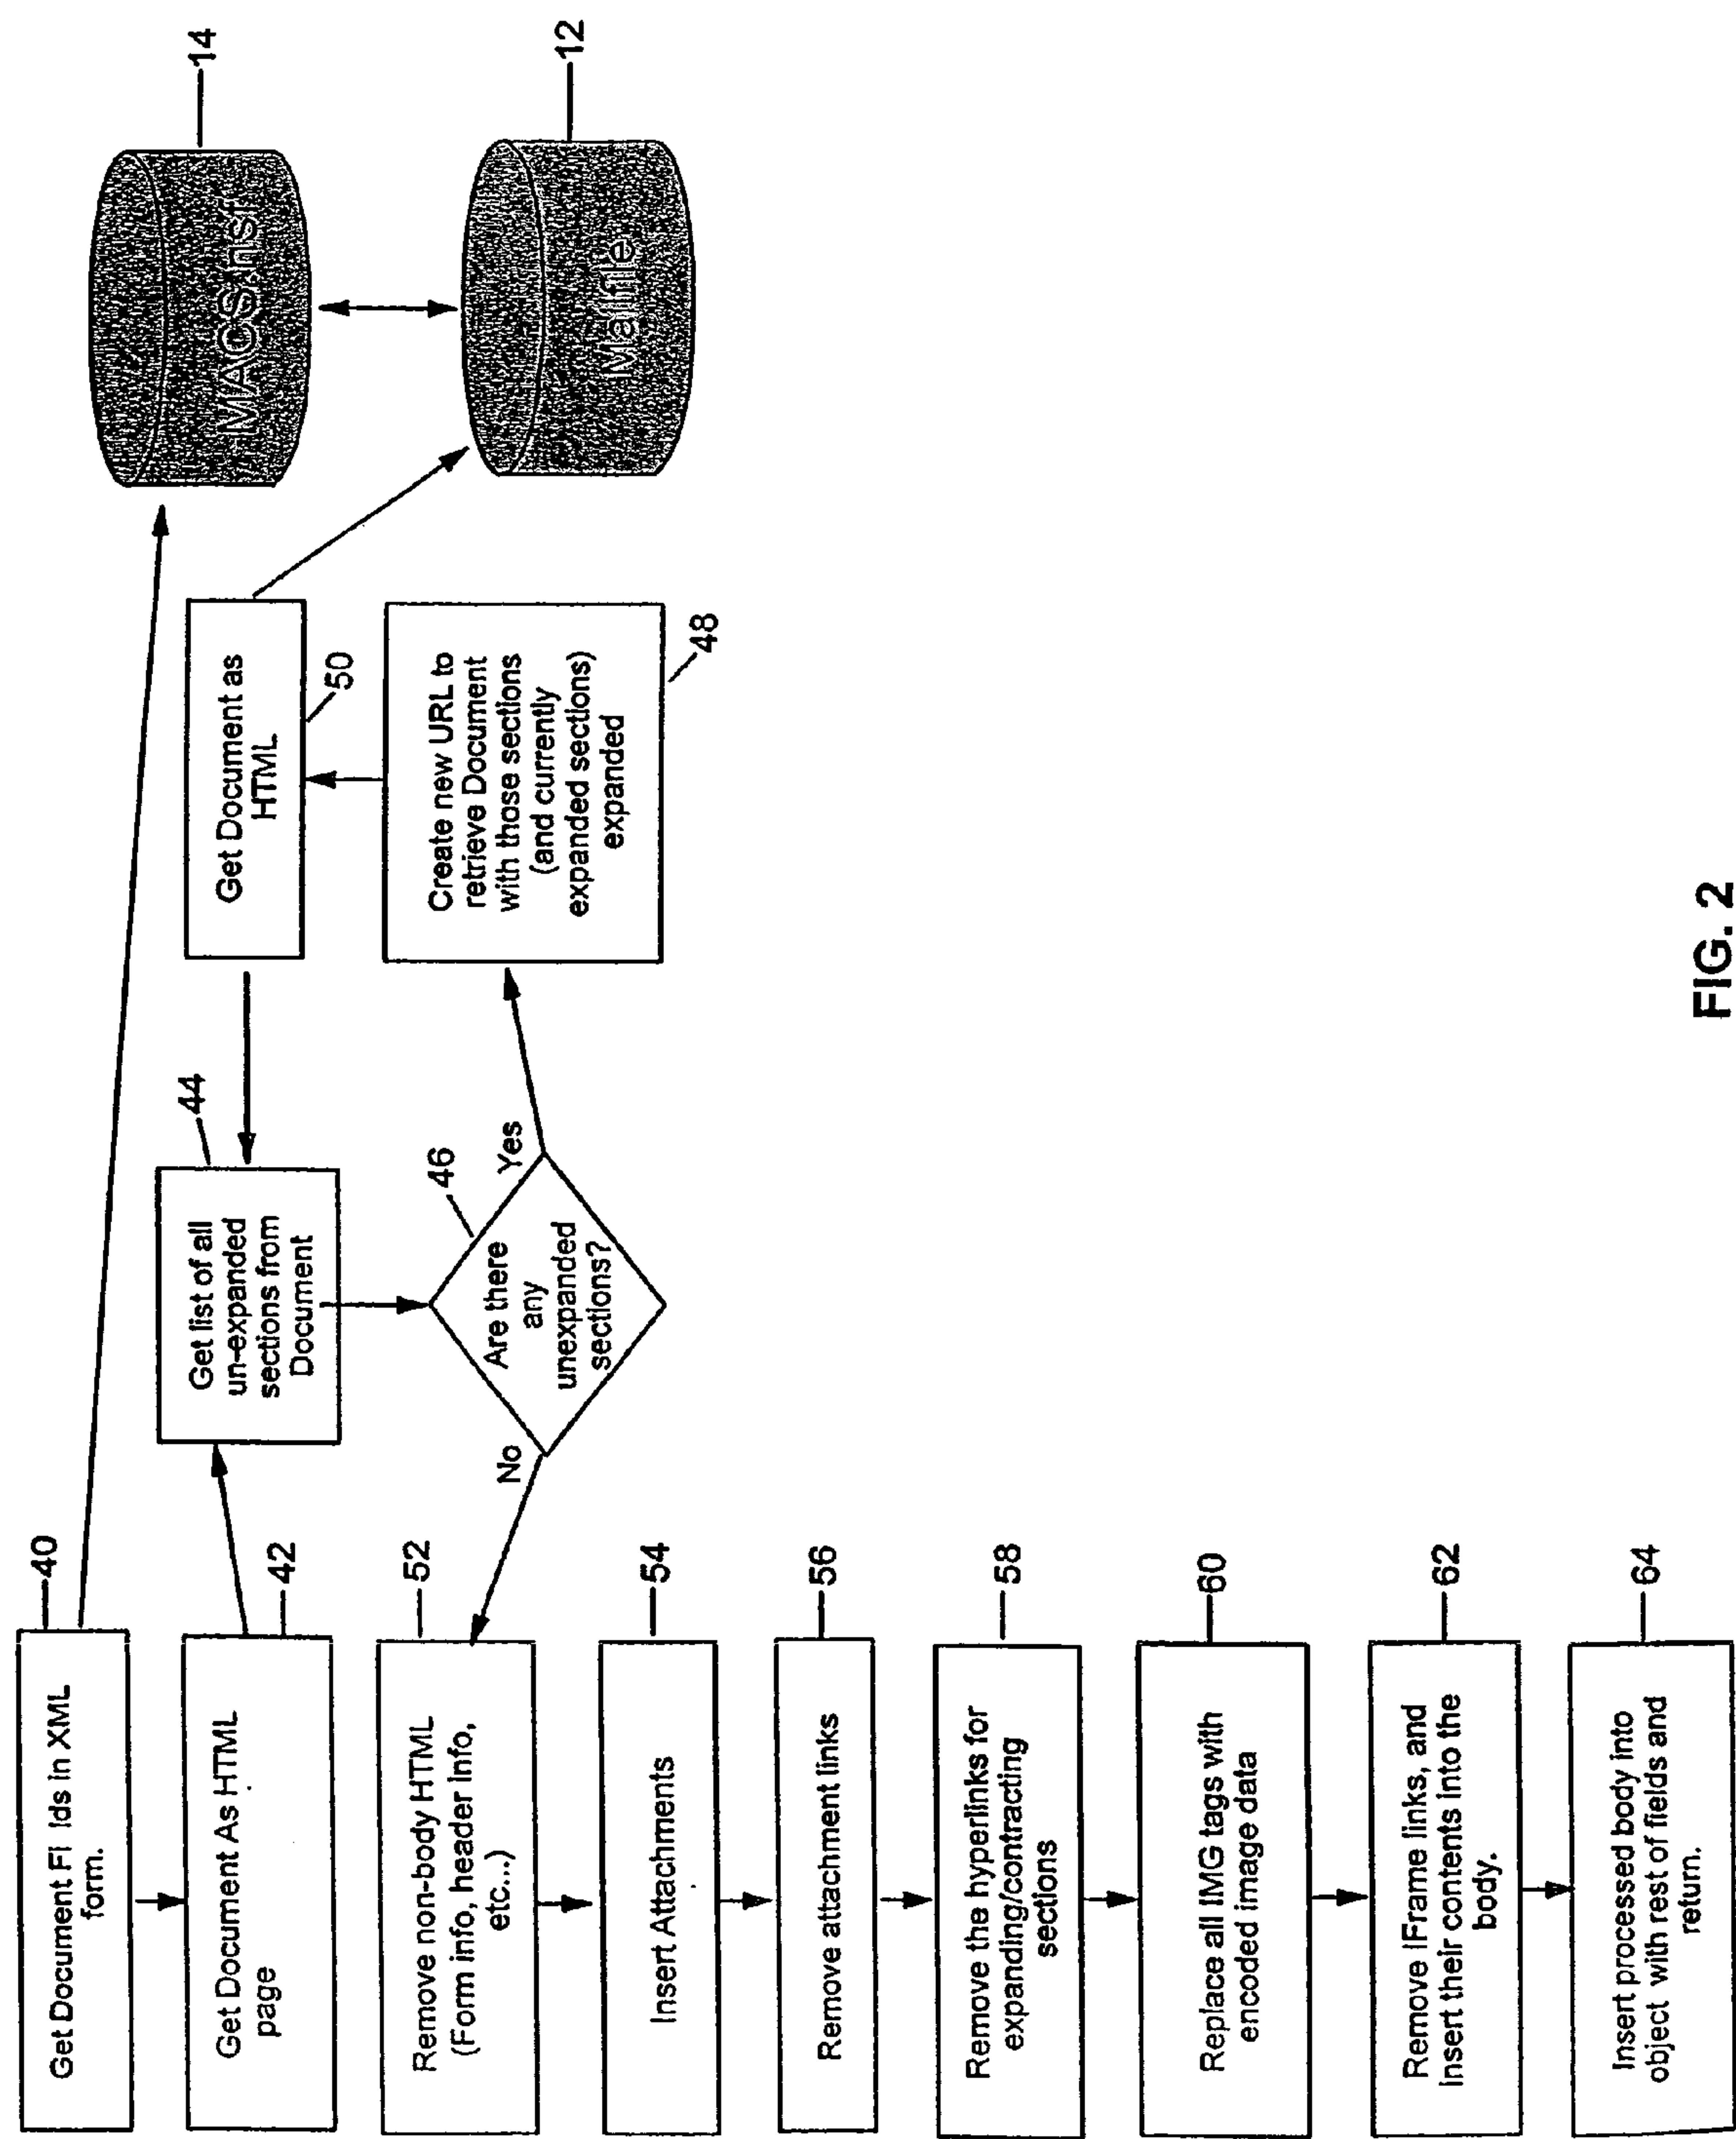 Get Document FI Ids in XML
form.
40
Get Document As HTML
page
42
Get list of all
un-expanded
sections from
Document
44
Are there
any
unexpanded
sections?
46
Yes
No
Create new URL to
retrieve Document
with those sections
(and currently
expanded sections)
expanded
48
Get Document as
HTML
50
MACS.nsf
14
Mailfile
12
Remove non-body HTML
(Form info, header info,
etc...)
52
Insert Attachments
54
Remove attachment links
56
Remove the hyperlinks for
expanding/contracting
sections
58
Replace all IMG tags with
encoded image data
60
Remove IFrame links, and
insert their contents into the
body.
62
Insert processed body into
object with rest of fields and
return.
64
FIG. 2